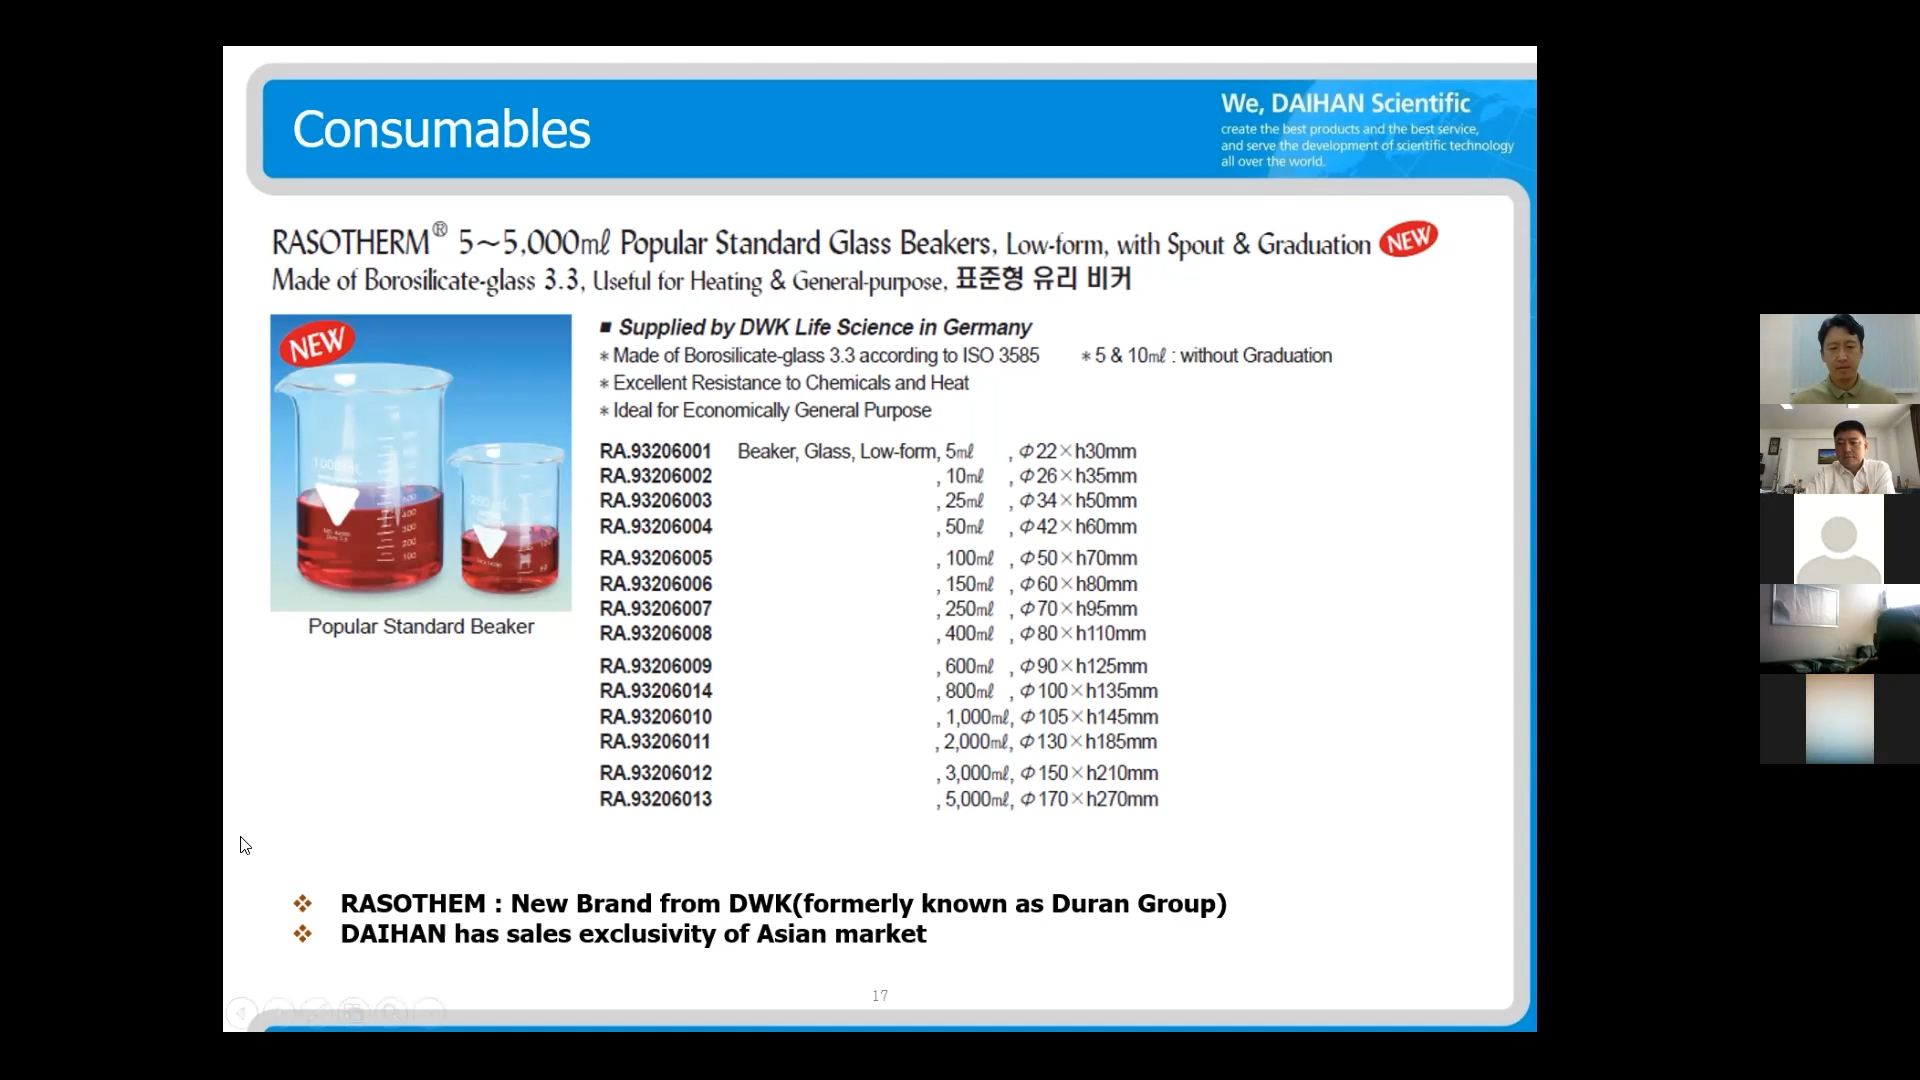 Consumables
We, DAIHAN Scientific
create the best products and the best service,
and serve the development of scientific technology
all over the world.
RASOTHERM® 5~5,000㎖ Popular Standard Glass Beakers, Low-form, with Spout & Graduation NEW
Made of Borosilicate-glass 3.3, Useful for Heating & General-purpose, 표준형 유리 비커
NEW
1000mL
250mL
500
400
300
200
100
Popular Standard Beaker
■ Supplied by DWK Life Science in Germany
* Made of Borosilicate-glass 3.3 according to ISO 3585 * 5 & 10㎖ : without Graduation
* Excellent Resistance to Chemicals and Heat
* Ideal for Economically General Purpose
RA.93206001 Beaker, Glass, Low-form, 5㎖ , Φ22×h30mm
RA.93206002 , 10㎖ , Φ26×h35mm
RA.93206003 , 25㎖ , Φ34×h50mm
RA.93206004 , 50㎖ , Φ42×h60mm
RA.93206005 , 100㎖ , Φ50×h70mm
RA.93206006 , 150㎖ , Φ60×h80mm
RA.93206007 , 250㎖ , Φ70×h95mm
RA.93206008 , 400㎖ , Φ80×h110mm
RA.93206009 , 600㎖ , Φ90×h125mm
RA.93206014 , 800㎖ , Φ100×h135mm
RA.93206010 , 1,000㎖, Φ105×h145mm
RA.93206011 , 2,000㎖, Φ130×h185mm
RA.93206012 , 3,000㎖, Φ150×h210mm
RA.93206013 , 5,000㎖, Φ170×h270mm
❖ RASOTHEM : New Brand from DWK(formerly known as Duran Group)
❖ DAIHAN has sales exclusivity of Asian market
17